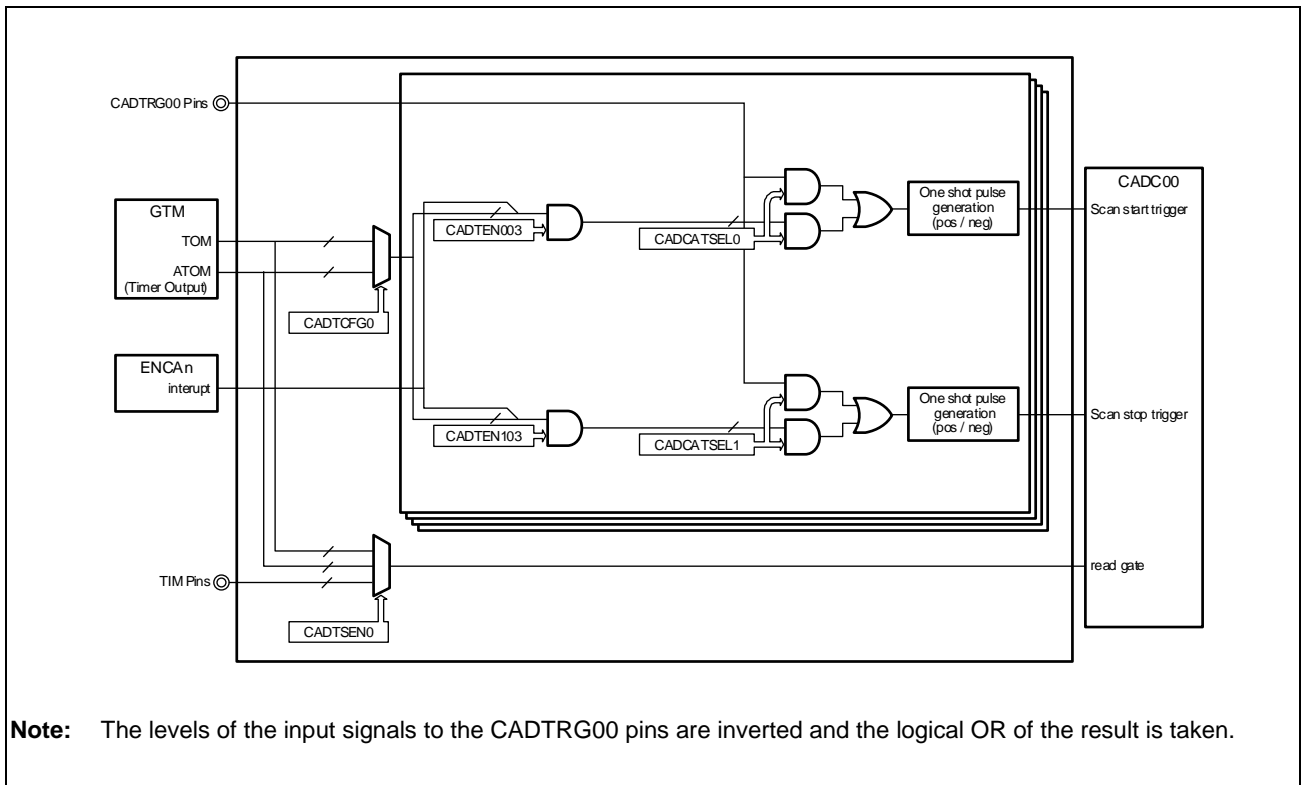 CADTRG00 Pins
GTM
TOM
ATOM
(Timer Output)
CADTCFG0
ENCAn
interupt
TIM Pins
CADTSEN0
CADTEN003
CADCATSEL0
One shot pulse
generation
(pos / neg)
CADTEN103
CADCATSEL1
One shot pulse
generation
(pos / neg)
CADC00
Scan start trigger
Scan stop trigger
read gate
Note: The levels of the input signals to the CADTRG00 pins are inverted and the logical OR of the result is taken.